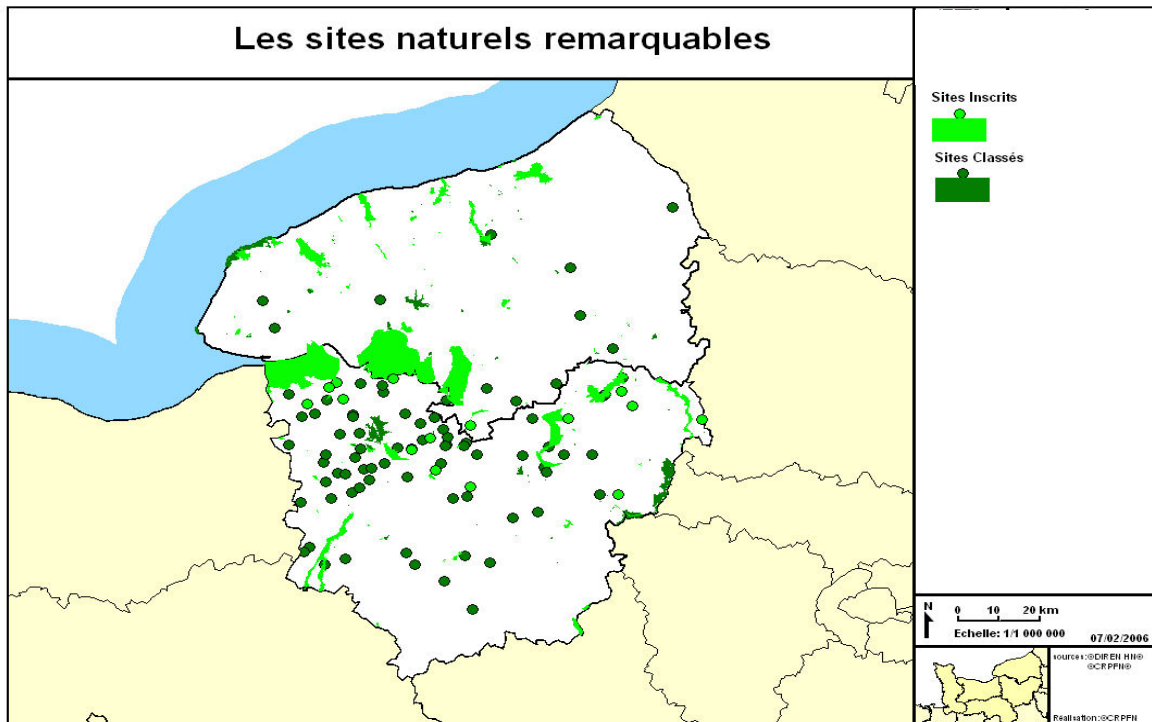 Les sites naturels remarquables
Sites Inscrits
Sites Classés
N
0 10 20 km
Echelle: 1/1 000 000
07/02/2006
sources:©DIREN HN©
©CRPFN©
Réalisation:©CRPFN